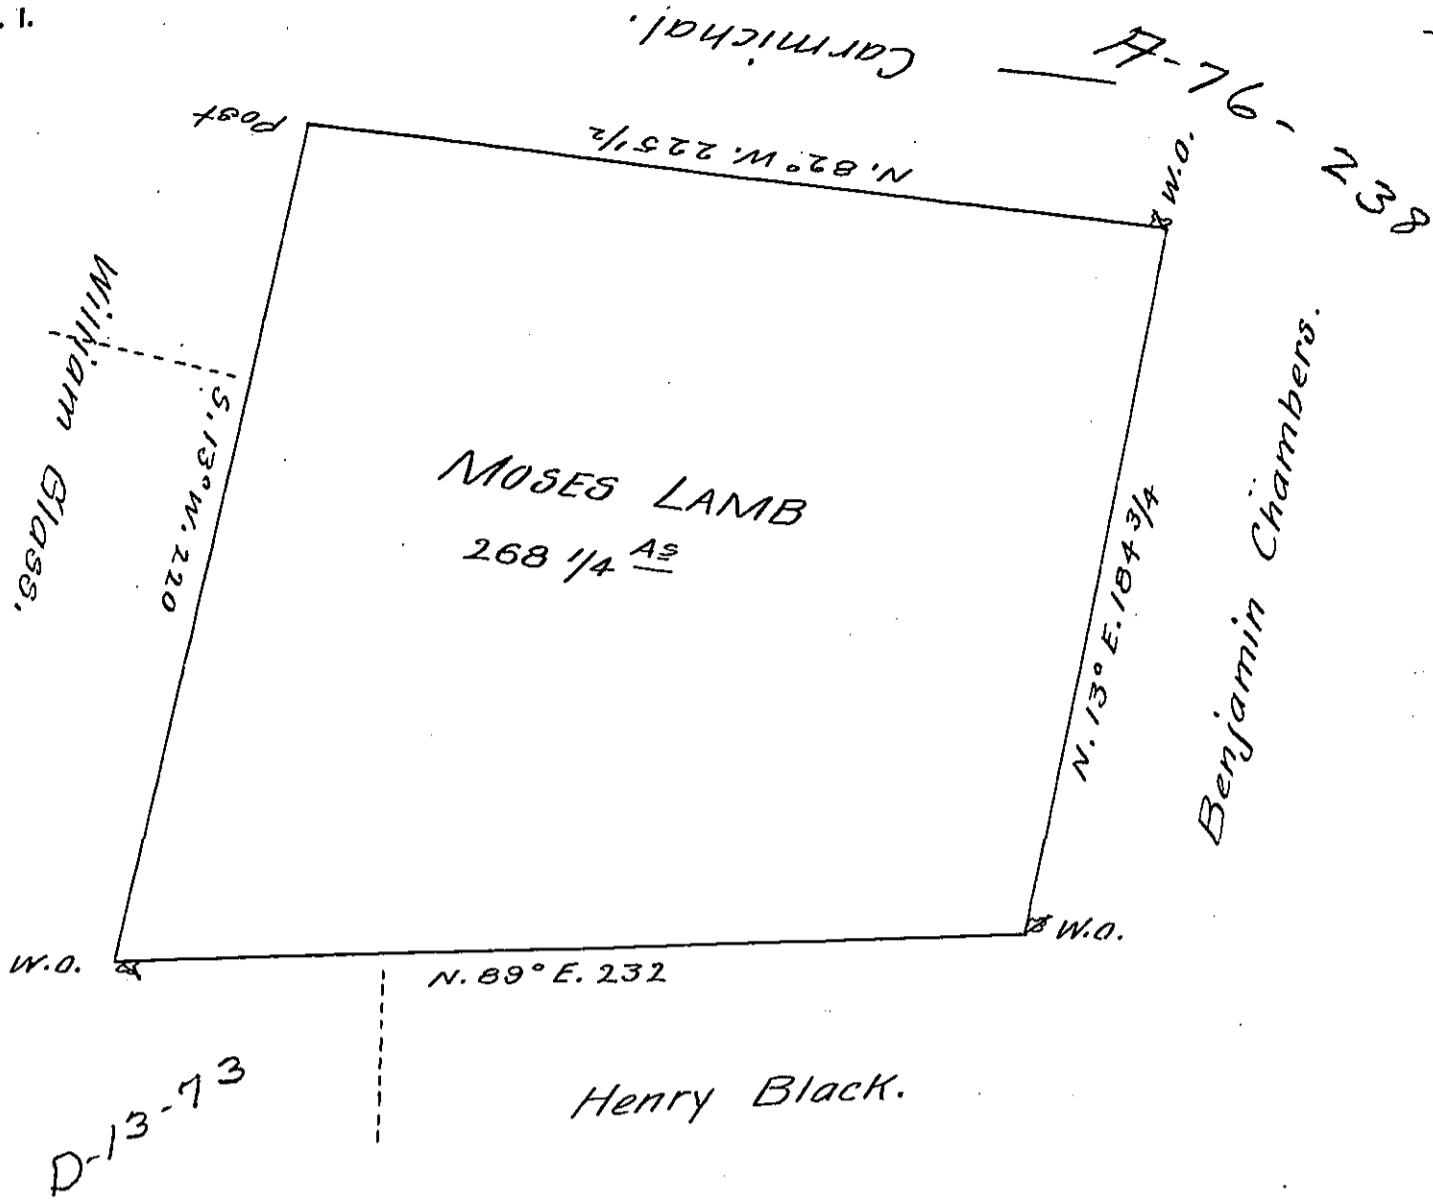 . 1.
Carmichal.
A-76-238
Post
N. 82° W. 225 1/2
W.O.
William Glass.
S. 13° W. 220
MOSES LAMB
268 1/4 As
N. 13° E. 184 3/4
Benjamin Chambers.
W.O.
W.O.
N. 89° E. 232
D-13-73
Henry Black.